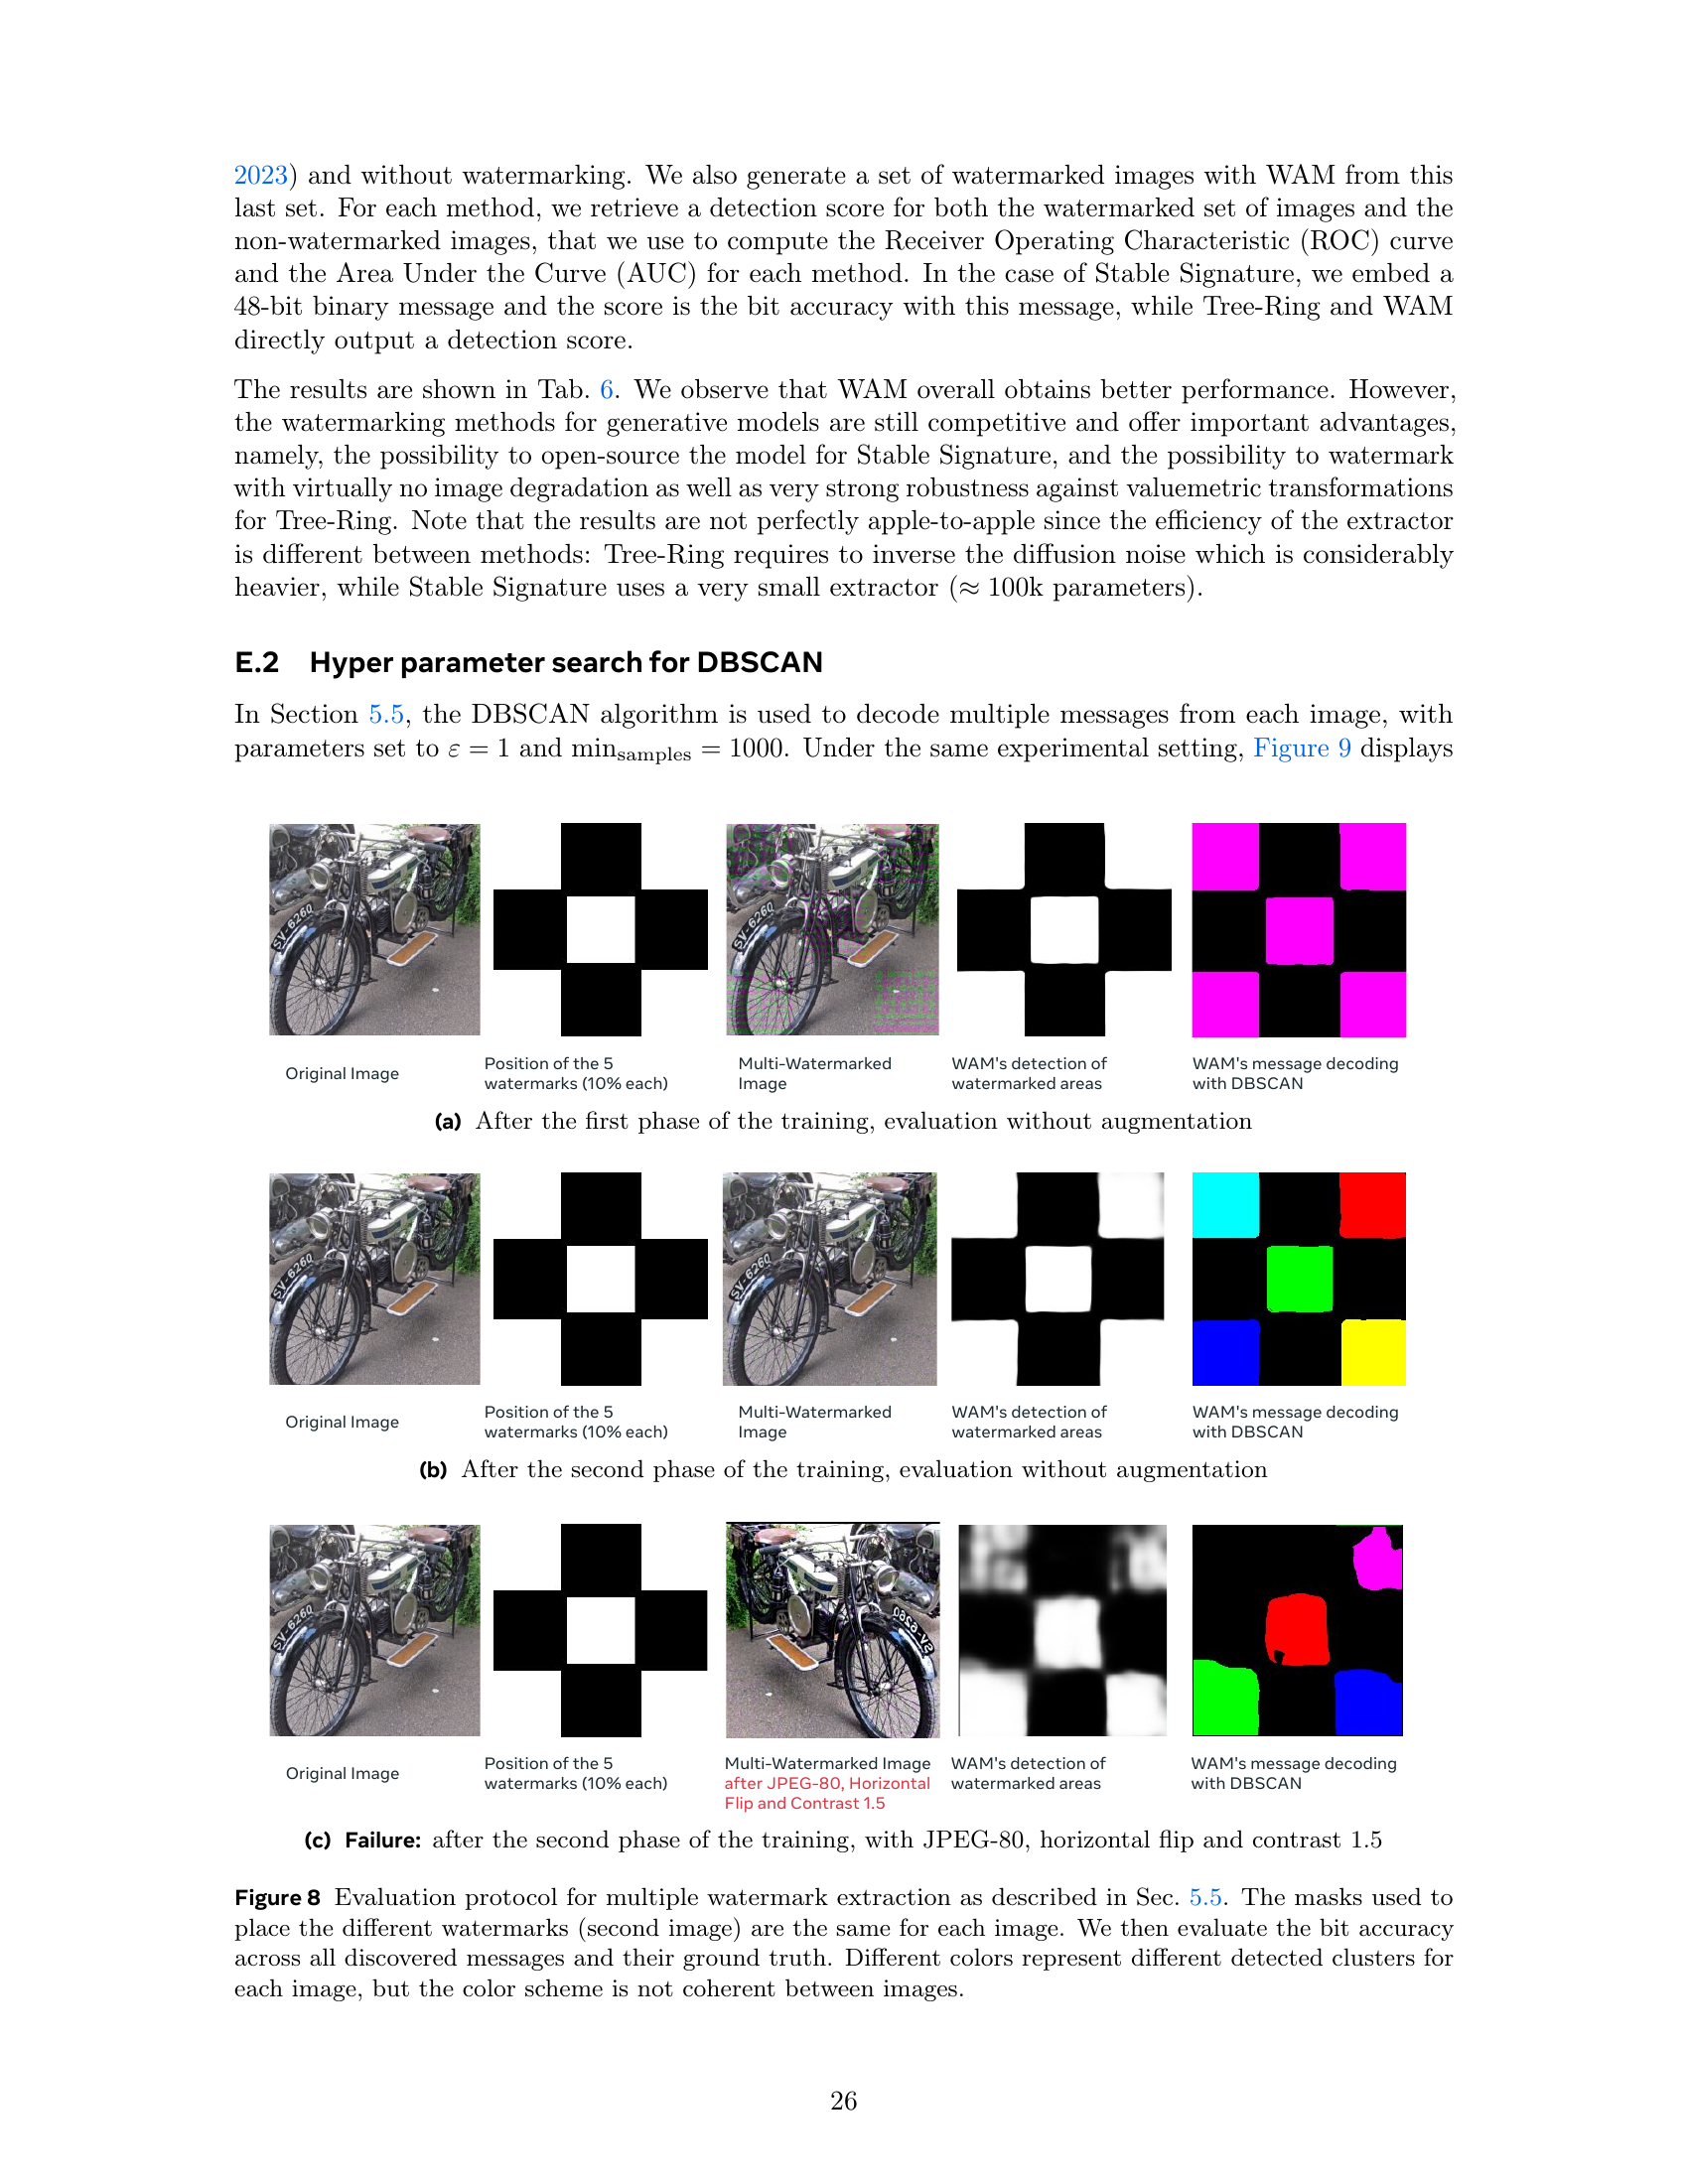 2023) and without watermarking. We also generate a set of watermarked images with WAM from this
last set. For each method, we retrieve a detection score for both the watermarked set of images and the
non-watermarked images, that we use to compute the Receiver Operating Characteristic (ROC) curve
and the Area Under the Curve (AUC) for each method. In the case of Stable Signature, we embed a
48-bit binary message and the score is the bit accuracy with this message, while Tree-Ring and WAM
directly output a detection score.
The results are shown in Tab. 6. We observe that WAM overall obtains better performance. However,
the watermarking methods for generative models are still competitive and offer important advantages,
namely, the possibility to open-source the model for Stable Signature, and the possibility to watermark
with virtually no image degradation as well as very strong robustness against valuemetric transformations
for Tree-Ring. Note that the results are not perfectly apple-to-apple since the efficiency of the extractor
is different between methods: Tree-Ring requires to inverse the diffusion noise which is considerably
heavier, while Stable Signature uses a very small extractor (≈ 100k parameters).
E.2 Hyper parameter search for DBSCAN
In Section 5.5, the DBSCAN algorithm is used to decode multiple messages from each image, with
parameters set to ε = 1 and min_samples = 1000. Under the same experimental setting, Figure 9 displays
SV-6260
SV-6260
Original Image
Position of the 5
watermarks (10% each)
Multi-Watermarked
Image
WAM's detection of
watermarked areas
WAM's message decoding
with DBSCAN
(a) After the first phase of the training, evaluation without augmentation
SV-6260
SV-6260
Original Image
Position of the 5
watermarks (10% each)
Multi-Watermarked
Image
WAM's detection of
watermarked areas
WAM's message decoding
with DBSCAN
(b) After the second phase of the training, evaluation without augmentation
SV-6260
SV-6260
Original Image
Position of the 5
watermarks (10% each)
Multi-Watermarked Image
after JPEG-80, Horizontal
Flip and Contrast 1.5
WAM's detection of
watermarked areas
WAM's message decoding
with DBSCAN
(c) Failure: after the second phase of the training, with JPEG-80, horizontal flip and contrast 1.5
Figure 8 Evaluation protocol for multiple watermark extraction as described in Sec. 5.5. The masks used to
place the different watermarks (second image) are the same for each image. We then evaluate the bit accuracy
across all discovered messages and their ground truth. Different colors represent different detected clusters for
each image, but the color scheme is not coherent between images.
26